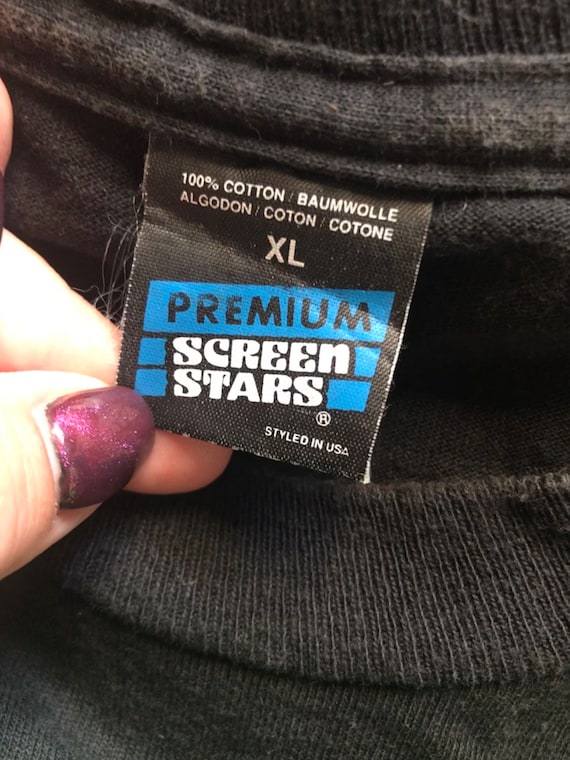 100% COTTON / BAUMWOLLE
ALGODON / COTON / COTONE
XL
PREMIUM
SCREEN
STARS
®
STYLED IN USA